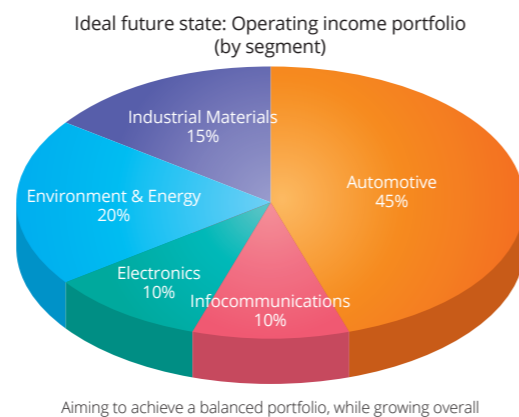 Ideal future state: Operating income portfolio
(by segment)
Industrial Materials
15%
Automotive
45%
Environment & Energy
20%
Electronics
10%
Infocommunications
10%
Aiming to achieve a balanced portfolio, while growing overall